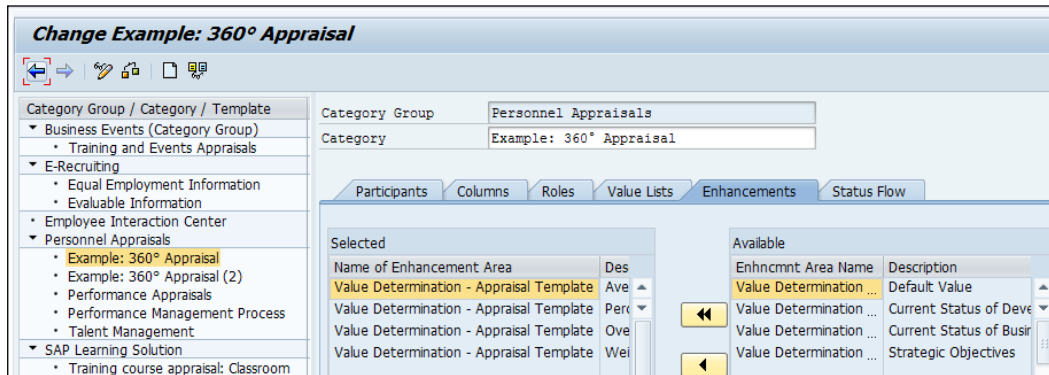 Change Example: 360° Appraisal
Category Group / Category / Template
Business Events (Category Group)
Training and Events Appraisals
E-Recruiting
Equal Employment Information
Evaluable Information
Employee Interaction Center
Personnel Appraisals
Example: 360° Appraisal
Example: 360° Appraisal (2)
Performance Appraisals
Performance Management Process
Talent Management
SAP Learning Solution
Training course appraisal: Classroom
Category Group Personnel Appraisals
Category Example: 360° Appraisal
Participants Columns Roles Value Lists Enhancements Status Flow
Selected
Name of Enhancement Area Des
Value Determination - Appraisal Template Ave
Value Determination - Appraisal Template Perc
Value Determination - Appraisal Template Ove
Value Determination - Appraisal Template Wei
Available
Enhncmnt Area Name Description
Value Determination ... Default Value
Value Determination ... Current Status of Deve
Value Determination ... Current Status of Busir
Value Determination ... Strategic Objectives